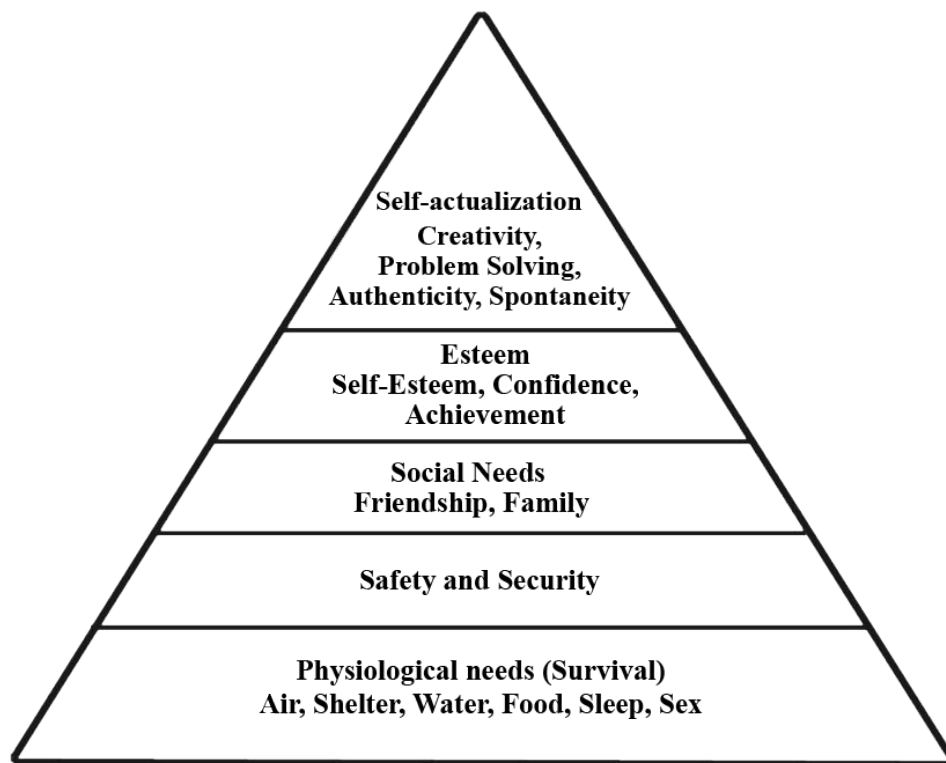 Self-actualization
Creativity,
Problem Solving,
Authenticity, Spontaneity
Esteem
Self-Esteem, Confidence,
Achievement
Social Needs
Friendship, Family
Safety and Security
Physiological needs (Survival)
Air, Shelter, Water, Food, Sleep, Sex